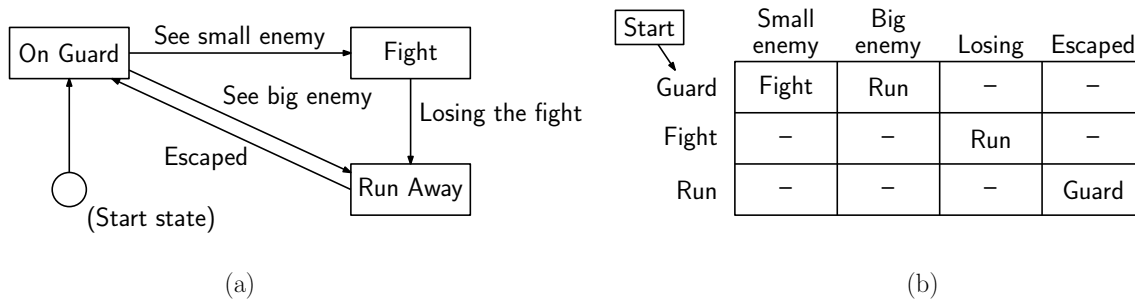 On Guard
See small enemy
Fight
See big enemy
Losing the fight
Escaped
Run Away
(Start state)
(a)
Start
Small enemy
Big enemy
Losing
Escaped
Guard
Fight
Run
–
–
Fight
–
–
Run
–
Run
–
–
–
Guard
(b)